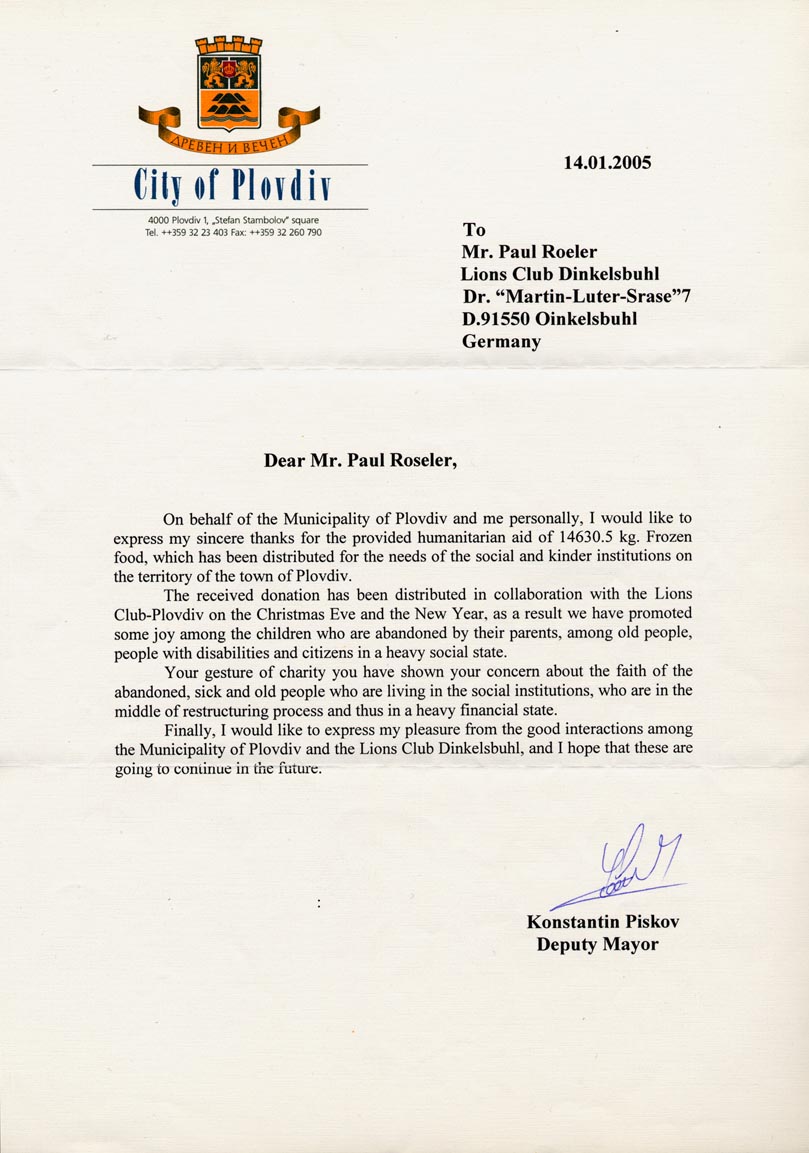 ДРЕВЕН И ВЕЧЕН
City of Plovdiv
4000 Plovdiv 1, „Stefan Stambolov" square
Tel. ++359 32 23 403 Fax: ++359 32 260 790
14.01.2005
To
Mr. Paul Roeler
Lions Club Dinkelsbuhl
Dr. “Martin-Luter-Srase”7
D.91550 Oinkelsbuhl
Germany
Dear Mr. Paul Roseler,
On behalf of the Municipality of Plovdiv and me personally, I would like to
express my sincere thanks for the provided humanitarian aid of 14630.5 kg. Frozen
food, which has been distributed for the needs of the social and kinder institutions on
the territory of the town of Plovdiv.
The received donation has been distributed in collaboration with the Lions
Club-Plovdiv on the Christmas Eve and the New Year, as a result we have promoted
some joy among the children who are abandoned by their parents, among old people,
people with disabilities and citizens in a heavy social state.
Your gesture of charity you have shown your concern about the faith of the
abandoned, sick and old people who are living in the social institutions, who are in the
middle of restructuring process and thus in a heavy financial state.
Finally, I would like to express my pleasure from the good interactions among
the Municipality of Plovdiv and the Lions Club Dinkelsbuhl, and I hope that these are
going to continue in the future.
:
Konstantin Piskov
Deputy Mayor